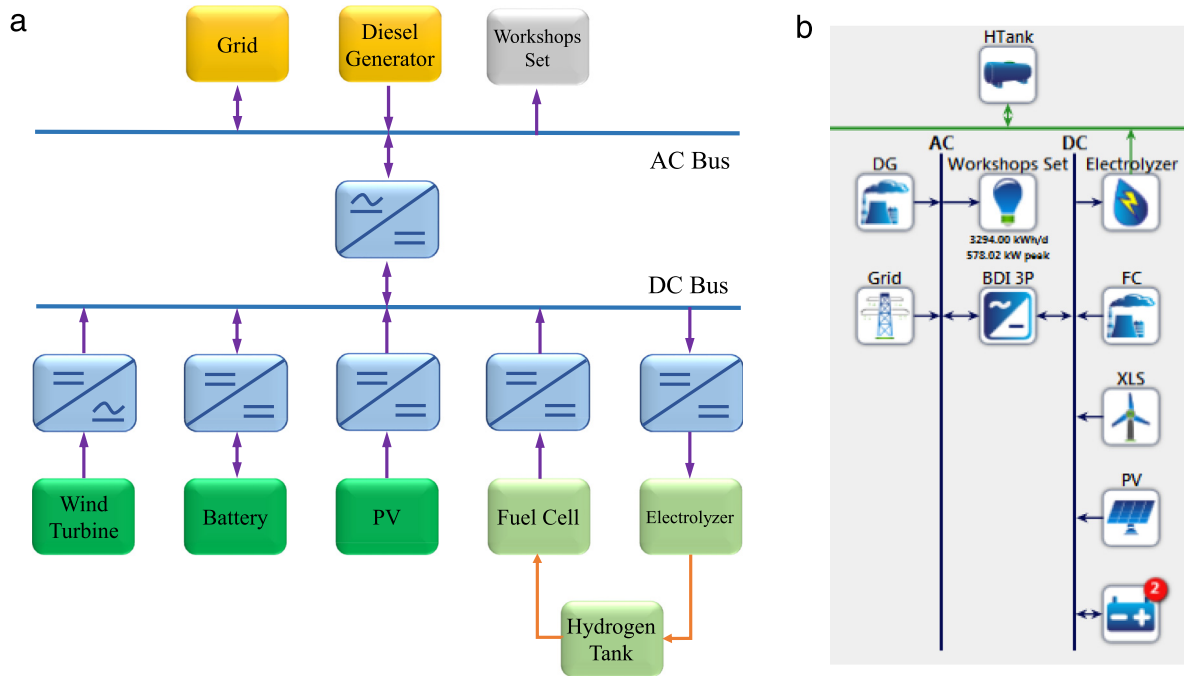 a
Grid
Diesel
Generator
Workshops
Set
AC Bus
DC Bus
Wind
Turbine
Battery
PV
Fuel Cell
Electrolyzer
Hydrogen
Tank
b
HTank
AC
DC
DG
Workshops Set
Electrolyzer
3294.00 kWh/d
578.02 kW peak
Grid
BDI 3P
FC
XLS
PV
2